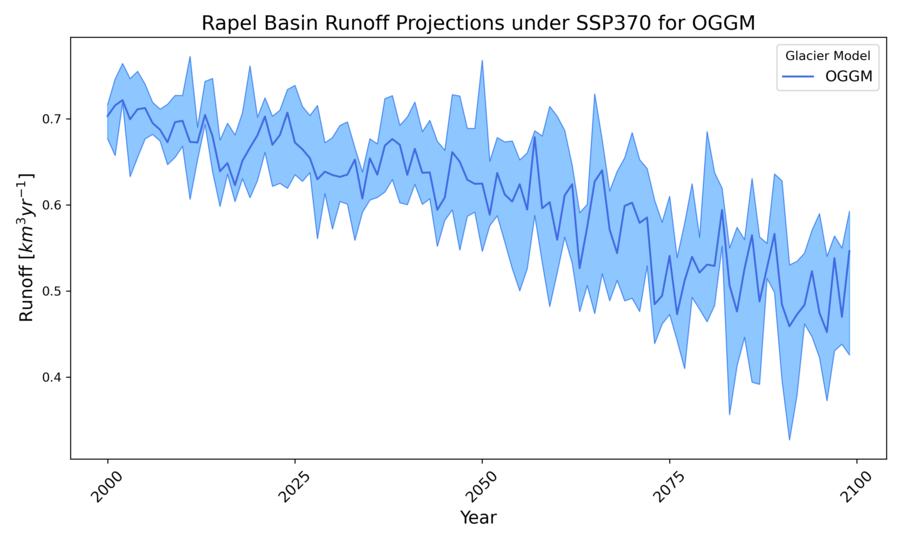 Rapel Basin Runoff Projections under SSP370 for OGGM
Glacier Model
OGGM
0.7
0.6
0.5
0.4
Runoff [km³yr⁻¹]
2000
2025
2050
2075
2100
Year